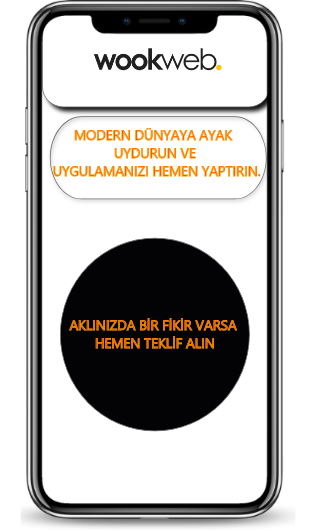 wookweb.
MODERN DÜNYAYA AYAK
UYDURUN VE
UYGULAMANIZI HEMEN YAPTIRIN.
AKLINIZDA BİR FİKİR VARSA
HEMEN TEKLİF ALIN